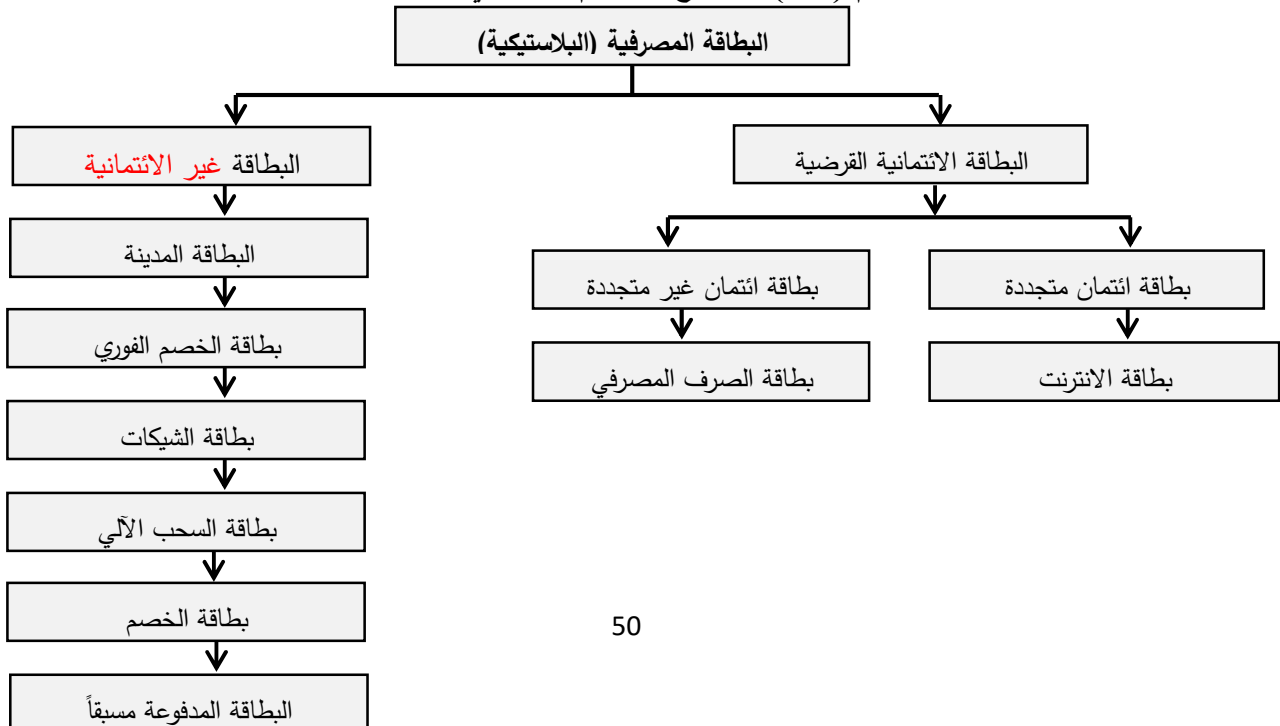 البطاقة المصرفية (البلاستيكية)
البطاقة الائتمانية القرضية
البطاقة غير الائتمانية
بطاقة ائتمان متجددة
بطاقة ائتمان غير متجددة
بطاقة الانترنت
بطاقة الصرف المصرفي
البطاقة المدينة
بطاقة الخصم الفوري
بطاقة الشيكات
بطاقة السحب الآلي
بطاقة الخصم
البطاقة المدفوعة مسبقاً
50